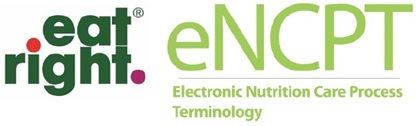 eat®
right.
eNCPT
Electronic Nutrition Care Process
Terminology